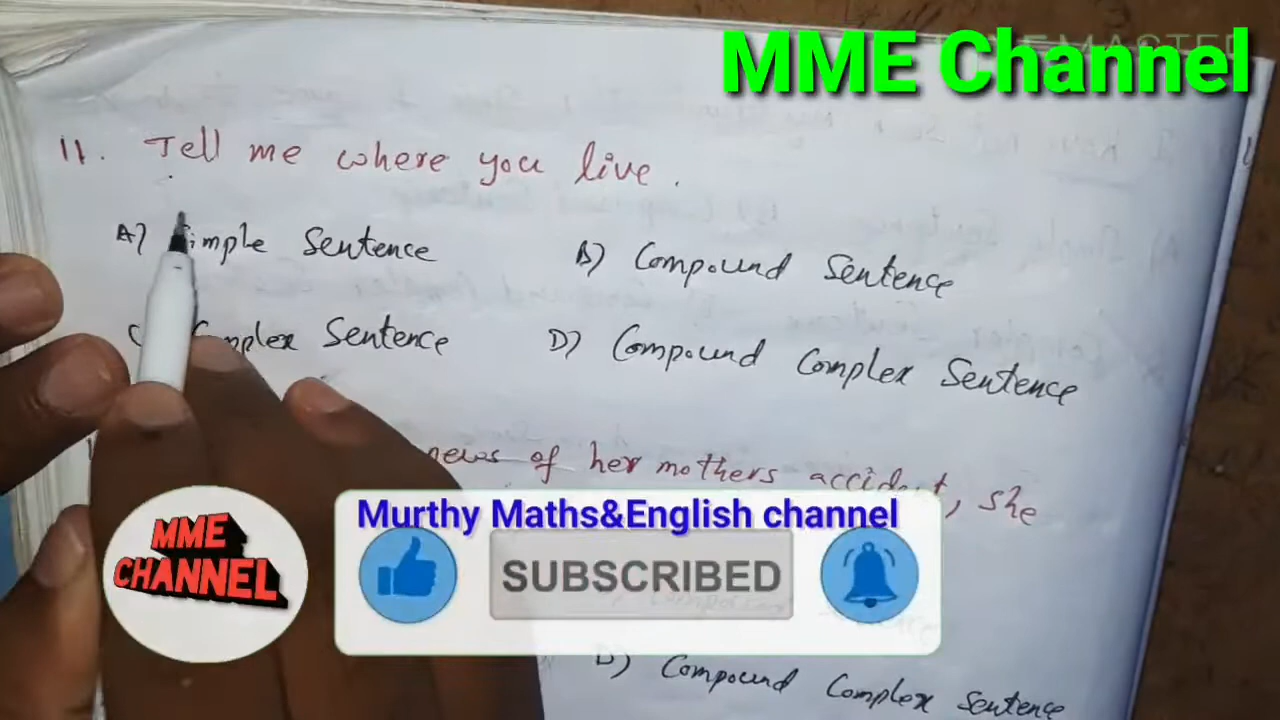 MME Channel
11. Tell me where you live.
A) Simple Sentence B) Compound Sentence
C) Complex Sentence D) Compound Complex Sentence
news of her mothers accident, she
Murthy Maths&English channel
MME
CHANNEL
SUBSCRIBED
D) Compound Complex Sentence